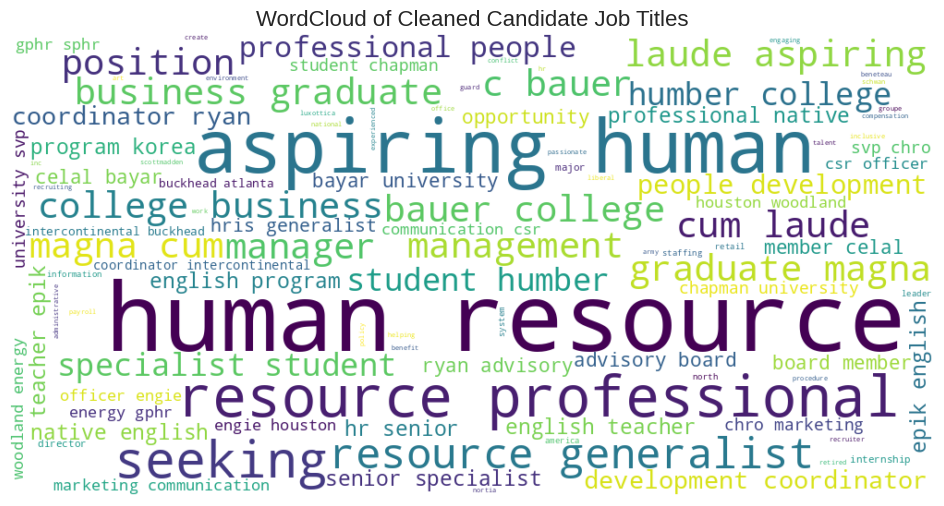 WordCloud of Cleaned Candidate Job Titles
gphr sphr
create
engaging
position
professional people
laude aspiring
student chapman
conflict
hr
environment
art
c bauer
schwan
beneteau
business graduate
guard
humber college
luxottica
office
groupe
coordinator ryan
opportunity
professional native
compensation
experienced
national
aspiring human
university svp
program korea
inc
talent
inclusive
svp chro
scottmadden
passionate
major
csr officer
celal bayar
buckhead atlanta
bayar university
liberal
people development
recruiting
college business
work
bauer college
houston woodland
hris generalist
communication csr
cum laude
intercontinental buckhead
magna cum
manager
management
army
staffing
retail
member celal
coordinator intercontinental
graduate magna
information
english program
student humber
chapman university
leader
teacher epik
administrative
payroll
human resource
policy
helping
system
benefit
epik english
woodland energy
specialist student
ryan advisory
advisory board
board member
north
procedure
officer engie
resource professional
energy gphr
engie houston
hr senior
english teacher
chro marketing
native english
director
america
recruiter
seeking
resource generalist
retired
internship
senior specialist
marketing communication
nortia
development coordinator